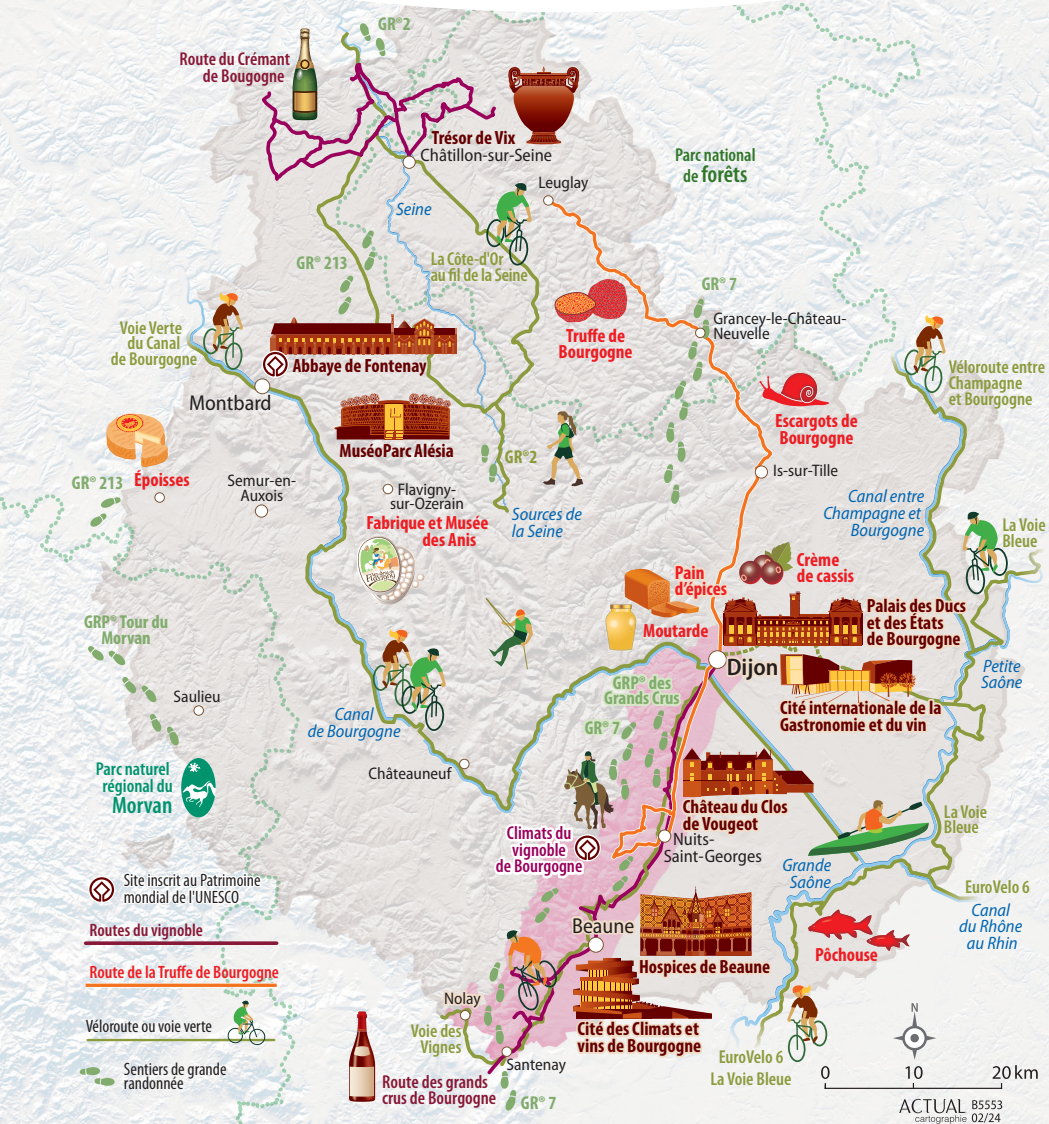 GR®2
Route du Crémant
de Bougogne
Trésor de Vix
Châtillon-sur-Seine
Parc national
de forêts
Leuglay
Seine
La Côte-d'Or
au fil de la Seine
GR® 213
GR® 7
Truffe de
Bourgogne
Grancey-le-Château-
Neuvelle
Voie Verte
du Canal
de Bourgogne
Abbaye de Fontenay
Montbard
Véloroute entre
Champagne
et Bourgogne
Escargots de
Bourgogne
MuséoParc Alésia
GR®2
Époisses
GR® 213
Semur-en-
Auxois
Flavigny-
sur-Ozerain
Is-sur-Tille
Fabrique et Musée
des Anis
Flavigny
Sources de
la Seine
Canal entre
Champagne et
Bourgogne
La Voie
Bleue
Crème
de cassis
Pain
d'épices
Moutarde
Palais des Ducs
et des États
de Bourgogne
GRP® Tour du
Morvan
Dijon
Petite
Saône
Cité internationale de la
Gastronomie et du vin
GRP® des
Grands Crus
GR® 7
Saulieu
Canal
de Bourgogne
Châteauneuf
Parc naturel
régional du
Morvan
Château du Clos
de Vougeot
Climats du
vignoble
de Bourgogne
Nuits-
Saint-Georges
La Voie
Bleue
Grande
Saône
EuroVelo 6
Canal
du Rhône
au Rhin
Site inscrit au Patrimoine
mondial de l'UNESCO
Routes du vignoble
Route de la Truffe de Bourgogne
Véloroute ou voie verte
Sentiers de grande
randonnée
Beaune
Hospices de Beaune
Pôchouse
Nolay
Voie des
Vignes
Cité des Climats et
vins de Bourgogne
Santenay
Route des grands
crus de Bourgogne
GR® 7
EuroVelo 6
La Voie Bleue
N
0 10 20 km
ACTUAL B5553
cartographie 02/24